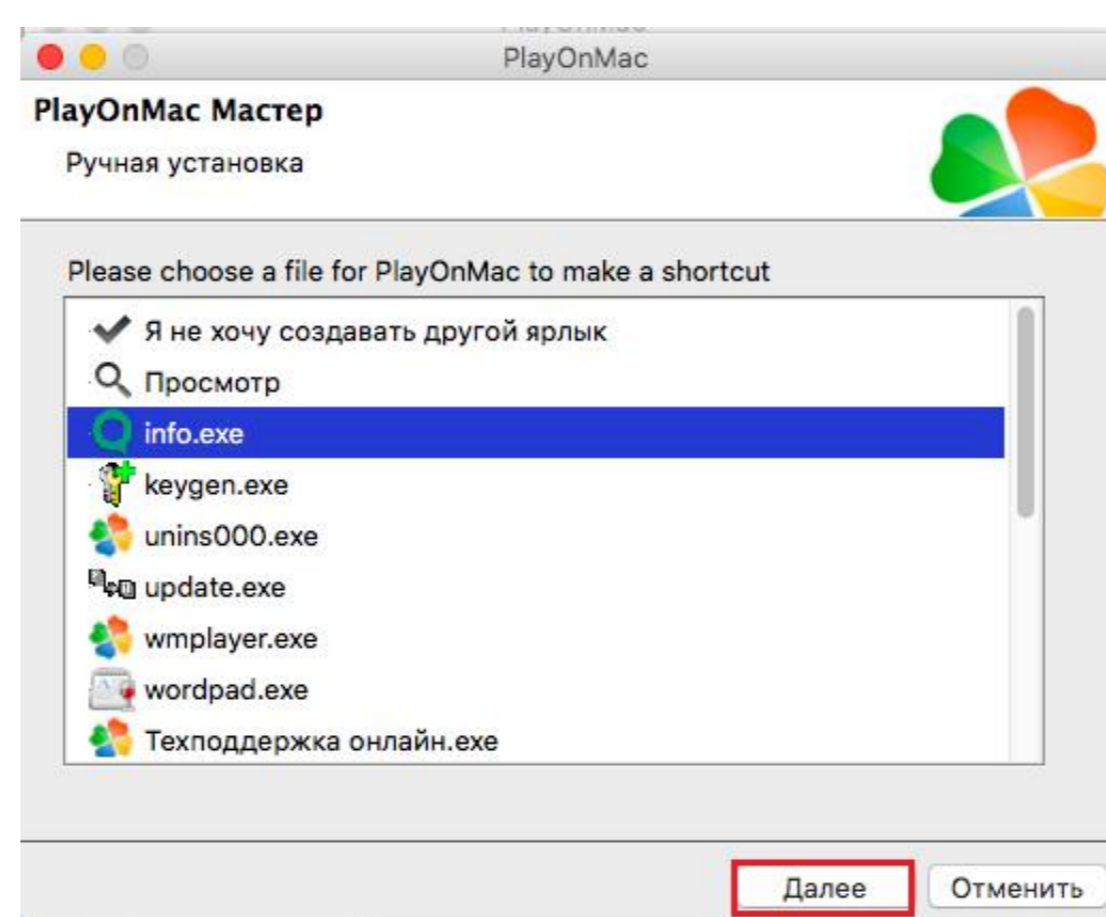 PlayOnMac
PlayOnMac Мастер
Ручная установка
Please choose a file for PlayOnMac to make a shortcut
Я не хочу создавать другой ярлык
Просмотр
info.exe
keygen.exe
unins000.exe
update.exe
wmplayer.exe
wordpad.exe
Техподдержка онлайн.exe
Далее
Отменить